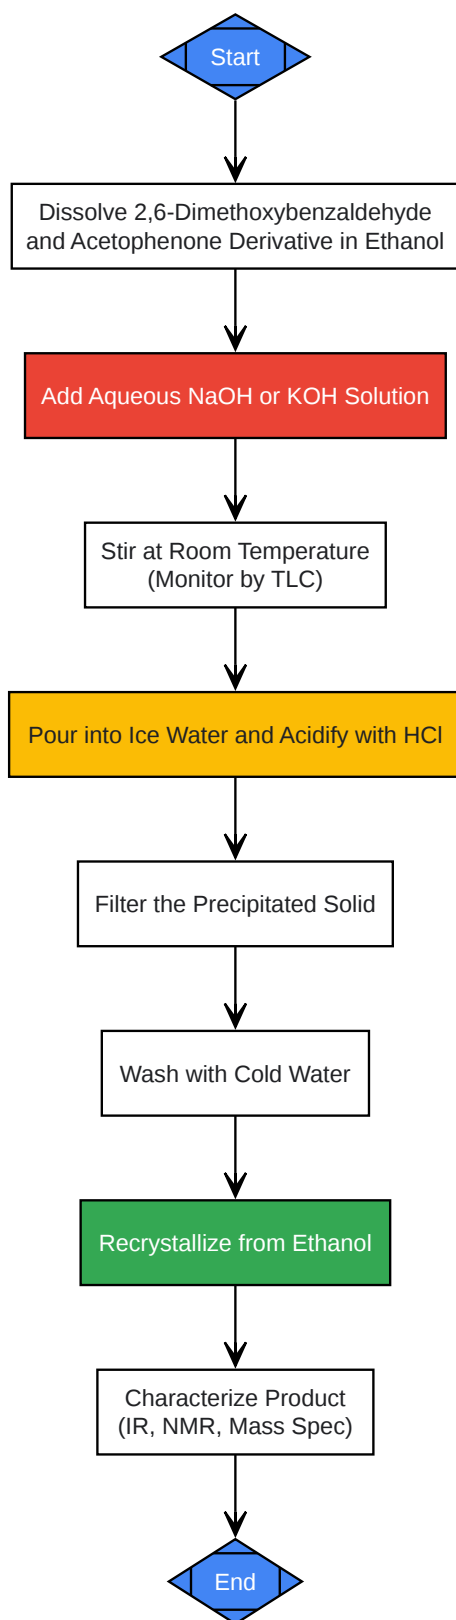 Start
Dissolve 2,6-Dimethoxybenzaldehyde
and Acetophenone Derivative in Ethanol
Add Aqueous NaOH or KOH Solution
Stir at Room Temperature
(Monitor by TLC)
Pour into Ice Water and Acidify with HCl
Filter the Precipitated Solid
Wash with Cold Water
Recrystallize from Ethanol
Characterize Product
(IR, NMR, Mass Spec)
End